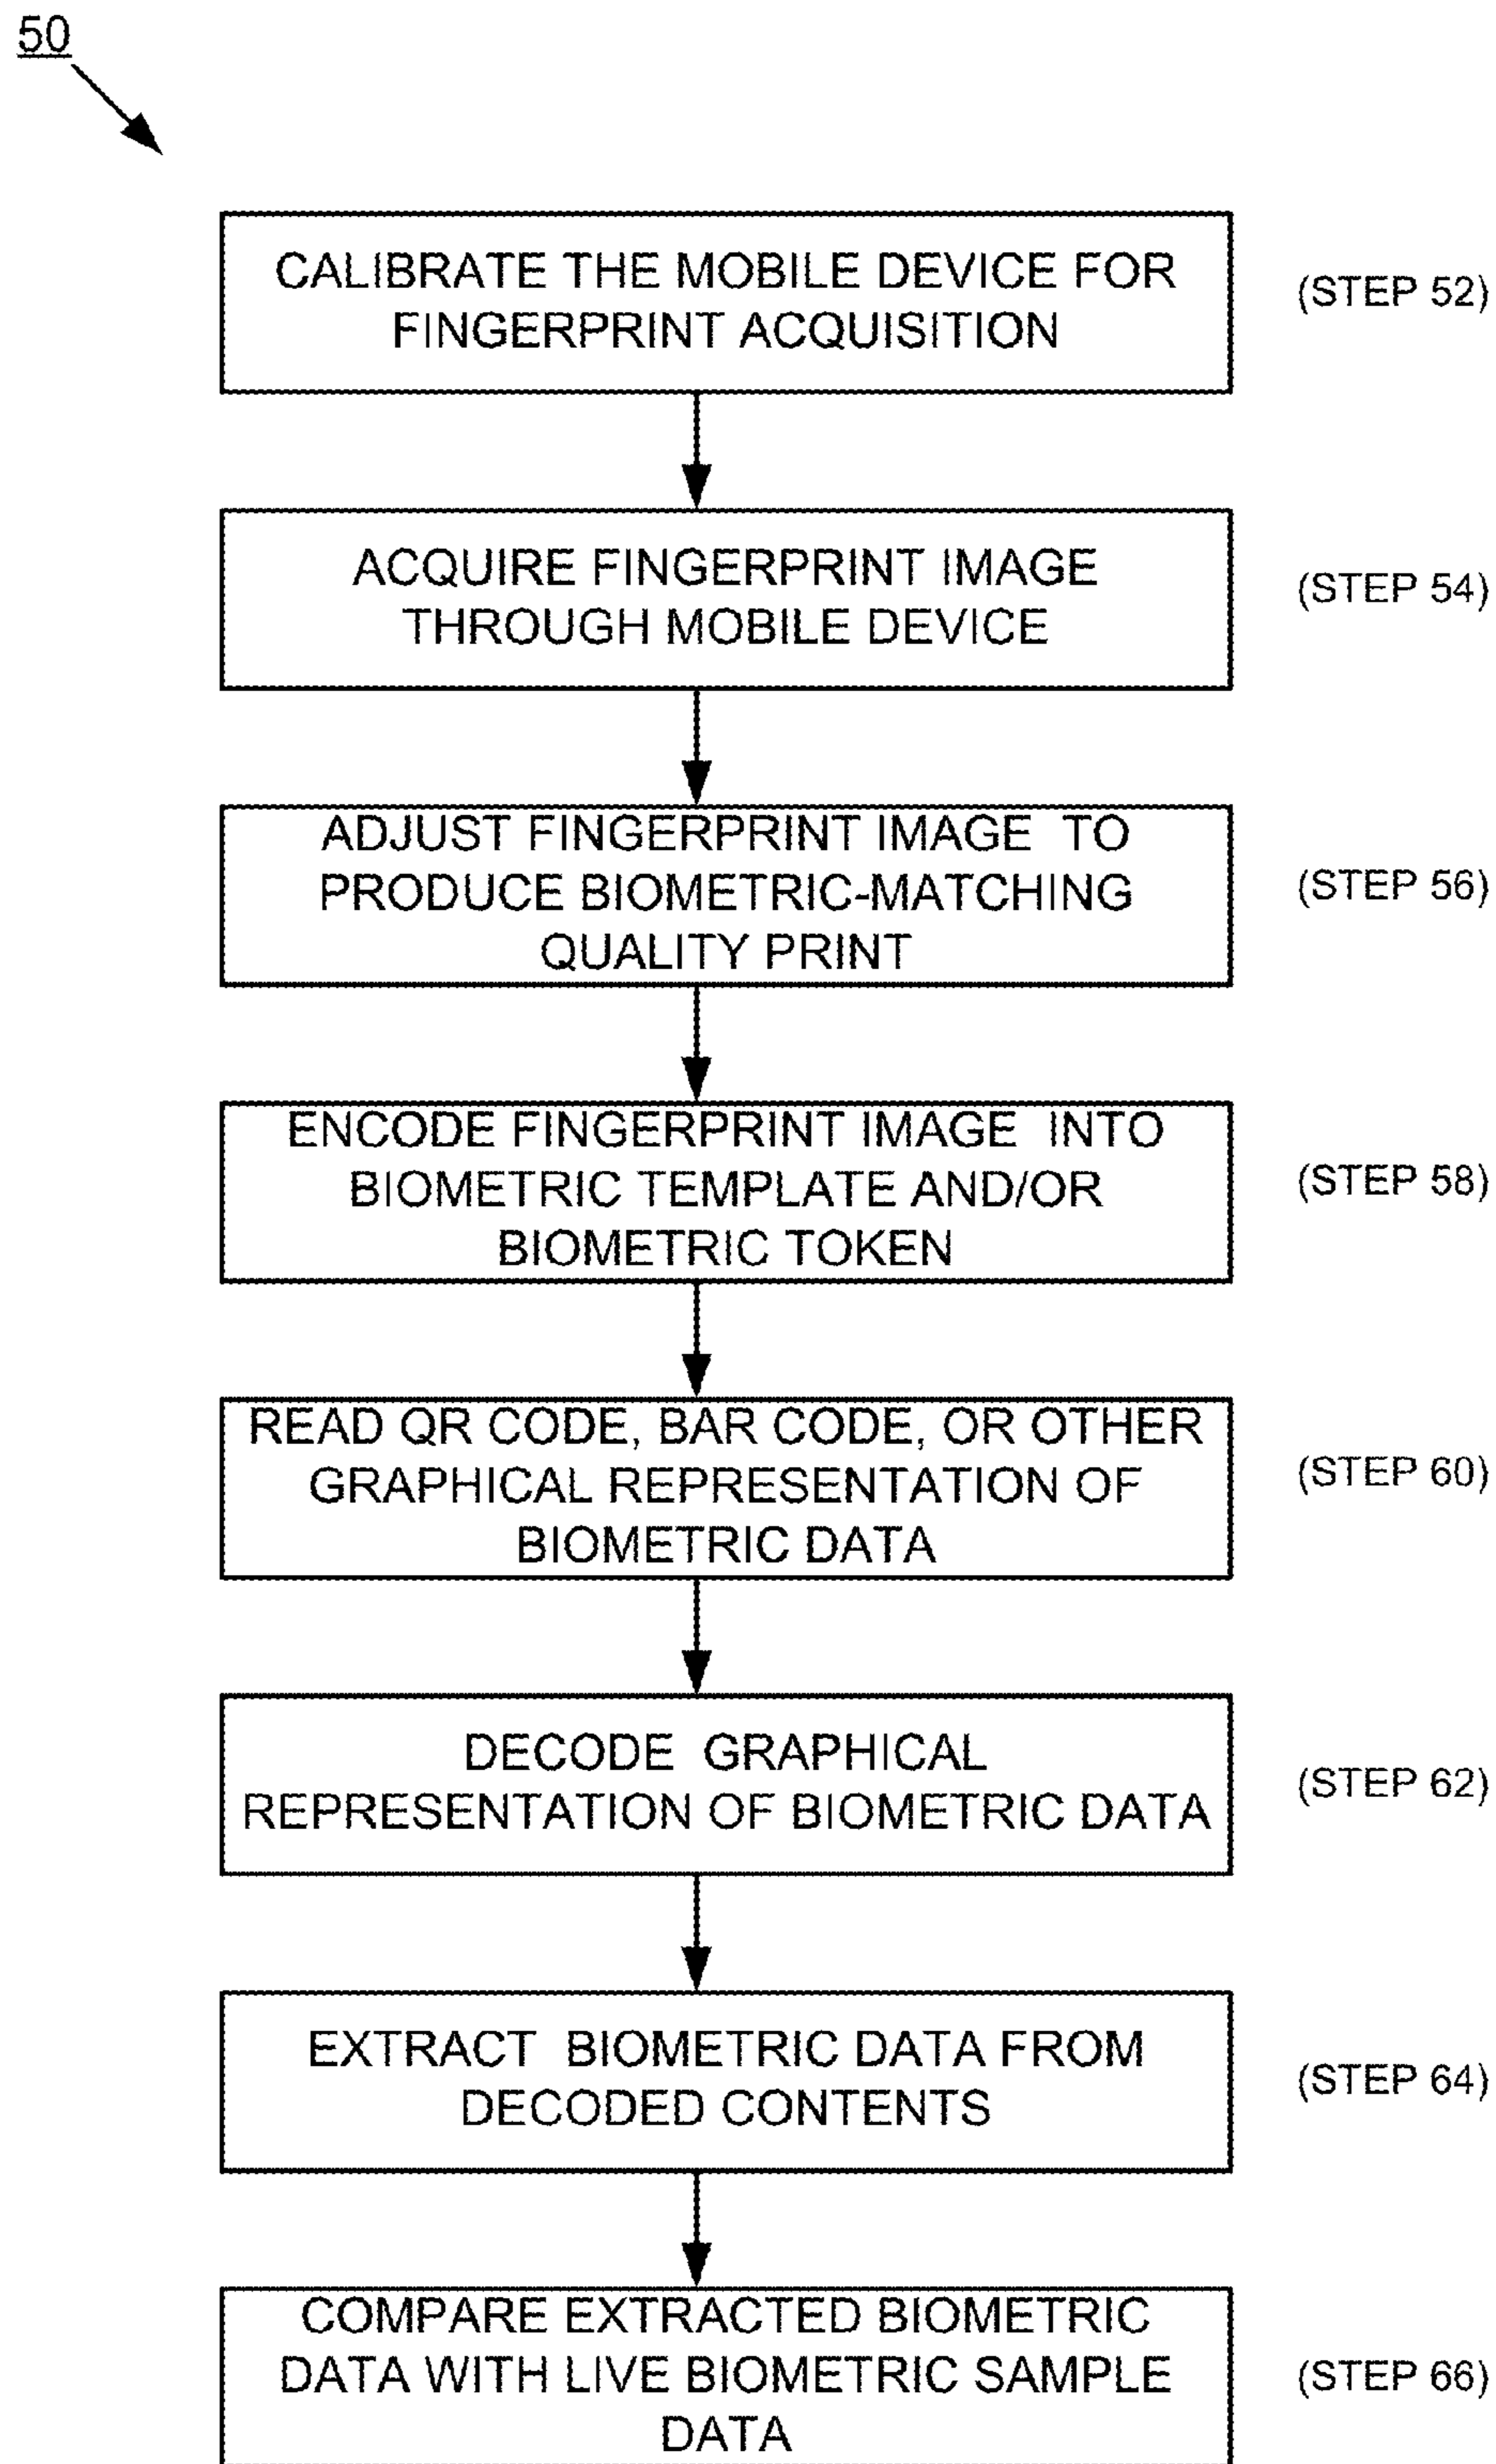 50
CALIBRATE THE MOBILE DEVICE FOR
FINGERPRINT ACQUISITION
(STEP 52)
ACQUIRE FINGERPRINT IMAGE
THROUGH MOBILE DEVICE
(STEP 54)
ADJUST FINGERPRINT IMAGE TO
PRODUCE BIOMETRIC-MATCHING
QUALITY PRINT
(STEP 56)
ENCODE FINGERPRINT IMAGE INTO
BIOMETRIC TEMPLATE AND/OR
BIOMETRIC TOKEN
(STEP 58)
READ QR CODE, BAR CODE, OR OTHER
GRAPHICAL REPRESENTATION OF
BIOMETRIC DATA
(STEP 60)
DECODE GRAPHICAL
REPRESENTATION OF BIOMETRIC DATA
(STEP 62)
EXTRACT BIOMETRIC DATA FROM
DECODED CONTENTS
(STEP 64)
COMPARE EXTRACTED BIOMETRIC
DATA WITH LIVE BIOMETRIC SAMPLE
DATA
(STEP 66)